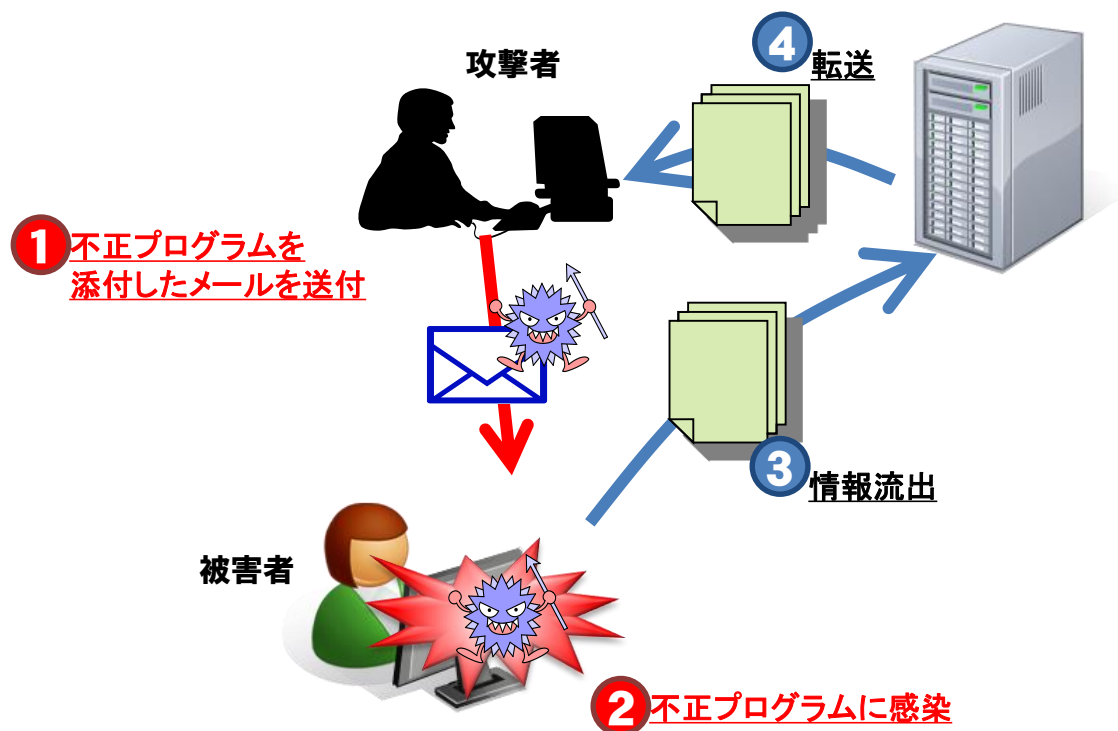 攻撃者
1 不正プログラムを
添付したメールを送付
被害者
2 不正プログラムに感染
3 情報流出
4 転送